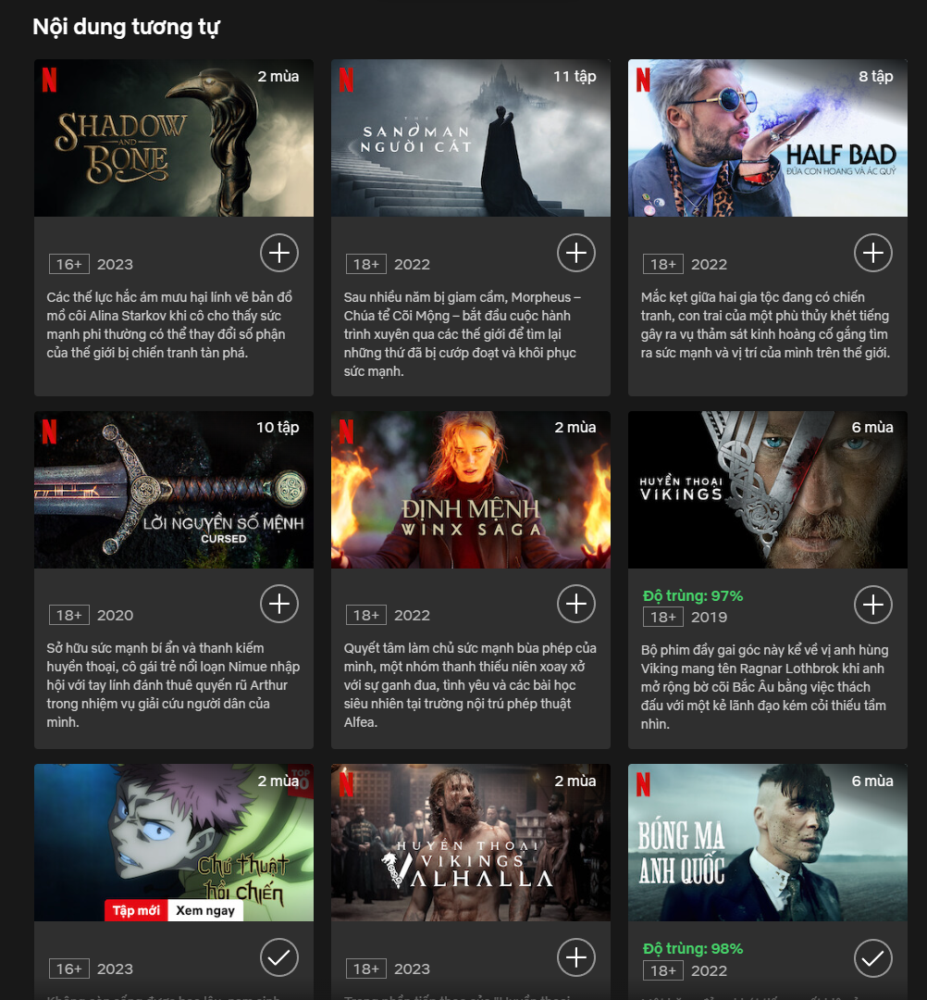 Nội dung tương tự
N
2 mùa
SHADOW
AND
BONE
16+ 2023
Các thế lực hắc ám mưu hại lính vẽ bản đồ
mồ côi Alina Starkov khi cô cho thấy sức
mạnh phi thường có thể thay đổi số phận
của thế giới bị chiến tranh tàn phá.
N
11 tập
THE
SANDMAN
NGƯỜI CÁT
18+ 2022
Sau nhiều năm bị giam cầm, Morpheus –
Chúa tể Cõi Mộng – bắt đầu cuộc hành
trình xuyên qua các thế giới để tìm lại
những thứ đã bị cướp đoạt và khôi phục
sức mạnh.
N
8 tập
HALF BAD
ĐỨA CON HOANG VÀ ÁC QUỶ
18+ 2022
Mắc kẹt giữa hai gia tộc đang có chiến
tranh, con trai của một phù thủy khét tiếng
gây ra vụ thảm sát kinh hoàng cố gắng tìm
ra sức mạnh và vị trí của mình trên thế giới.
N
10 tập
LỜI NGUYỀN SỐ MỆNH
CURSED
18+ 2020
Sở hữu sức mạnh bí ẩn và thanh kiếm
huyền thoại, cô gái trẻ nổi loạn Nimue nhập
hội với tay lính đánh thuê quyến rũ Arthur
trong nhiệm vụ giải cứu người dân của
mình.
N
2 mùa
ĐỊNH MỆNH
WINX SAGA
18+ 2022
Quyết tâm làm chủ sức mạnh bùa phép của
mình, một nhóm thanh thiếu niên xoay xở
với sự ganh đua, tình yêu và các bài học
siêu nhiên tại trường nội trú phép thuật
Alfea.
6 mùa
HUYỀN THOẠI
VIKINGS
Độ trùng: 97%
18+ 2019
Bộ phim đầy gai góc này kể về vị anh hùng
Viking mang tên Ragnar Lothbrok khi anh
mở rộng bờ cõi Bắc Âu bằng việc thách
đấu với một kẻ lãnh đạo kém cỏi thiếu tầm
nhìn.
TOP
10
2 mùa
Chú thuật
hồi chiến
Tập mới Xem ngay
16+ 2023
N
2 mùa
HUYỀN THOẠI
VIKINGS
VALHALLA
18+ 2023
N
6 mùa
BÓNG MA
ANH QUỐC
Độ trùng: 98%
18+ 2022